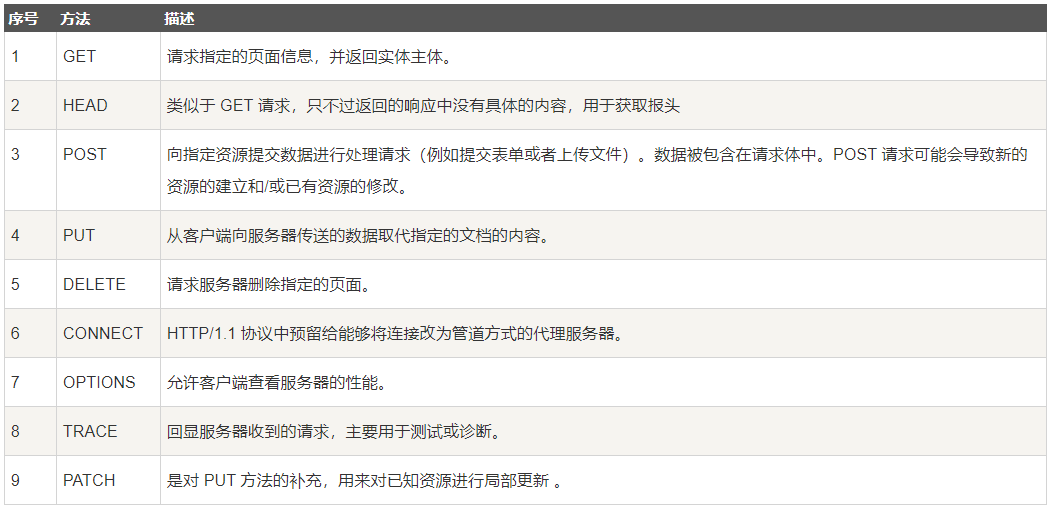 序号 方法 描述
1 GET 请求指定的页面信息，并返回实体主体。
2 HEAD 类似于 GET 请求，只不过返回的响应中没有具体的内容，用于获取报头
3 POST 向指定资源提交数据进行处理请求（例如提交表单或者上传文件）。数据被包含在请求体中。POST 请求可能会导致新的
资源的建立和/或已有资源的修改。
4 PUT 从客户端向服务器传送的数据取代指定的文档的内容。
5 DELETE 请求服务器删除指定的页面。
6 CONNECT HTTP/1.1 协议中预留给能够将连接改为管道方式的代理服务器。
7 OPTIONS 允许客户端查看服务器的性能。
8 TRACE 回显服务器收到的请求，主要用于测试或诊断。
9 PATCH 是对 PUT 方法的补充，用来对已知资源进行局部更新 。